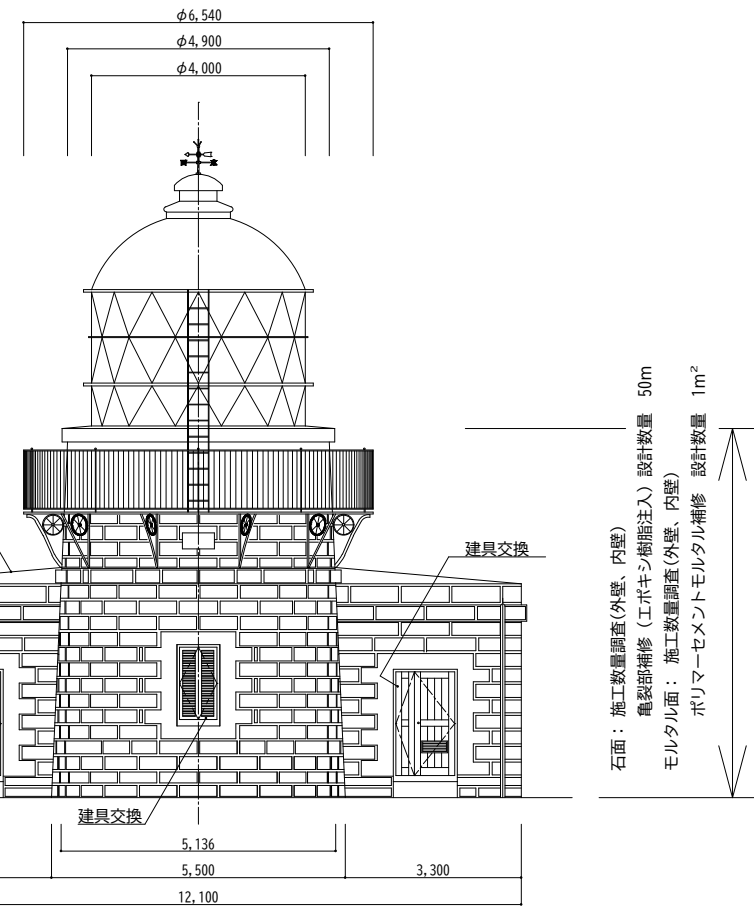 φ6,540
φ4,900
φ4,000
建具交換
石面： 施工数量調査(外壁、内壁)
亀裂部補修 (エポキシ樹脂注入) 設計数量 50m
モルタル面： 施工数量調査(外壁、内壁)
ポリマーセメントモルタル補修 設計数量 1m²
建具交換
5,136
5,500
3,300
12,100